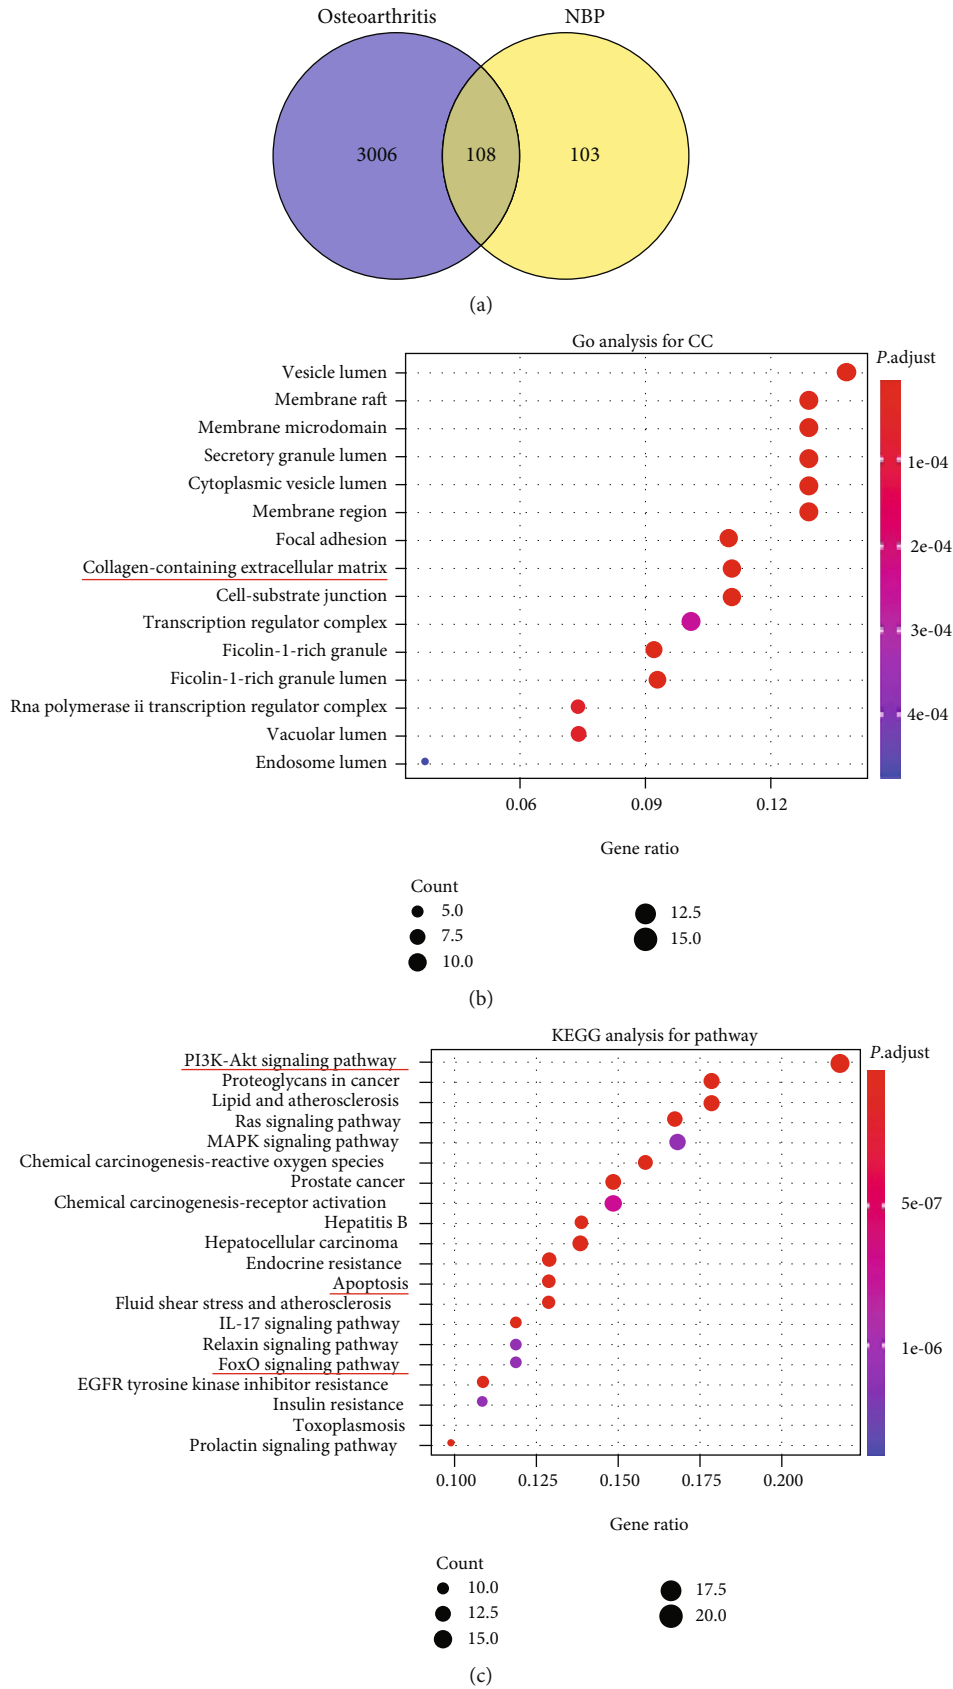 Osteoarthritis
NBP
3006
108
103
(a)
Go analysis for CC
P.adjust
Vesicle lumen
Membrane raft
Membrane microdomain
Secretory granule lumen
Cytoplasmic vesicle lumen
Membrane region
Focal adhesion
Collagen-containing extracellular matrix
Cell-substrate junction
Transcription regulator complex
Ficolin-1-rich granule
Ficolin-1-rich granule lumen
Rna polymerase ii transcription regulator complex
Vacuolar lumen
Endosome lumen
1e-04
2e-04
3e-04
4e-04
0.06
0.09
0.12
Gene ratio
Count
5.0
7.5
10.0
12.5
15.0
(b)
KEGG analysis for pathway
P.adjust
PI3K-Akt signaling pathway
Proteoglycans in cancer
Lipid and atherosclerosis
Ras signaling pathway
MAPK signaling pathway
Chemical carcinogenesis-reactive oxygen species
Prostate cancer
Chemical carcinogenesis-receptor activation
Hepatitis B
Hepatocellular carcinoma
Endocrine resistance
Apoptosis
Fluid shear stress and atherosclerosis
IL-17 signaling pathway
Relaxin signaling pathway
FoxO signaling pathway
EGFR tyrosine kinase inhibitor resistance
Insulin resistance
Toxoplasmosis
Prolactin signaling pathway
5e-07
1e-06
0.100
0.125
0.150
0.175
0.200
Gene ratio
Count
10.0
12.5
15.0
17.5
20.0
(c)